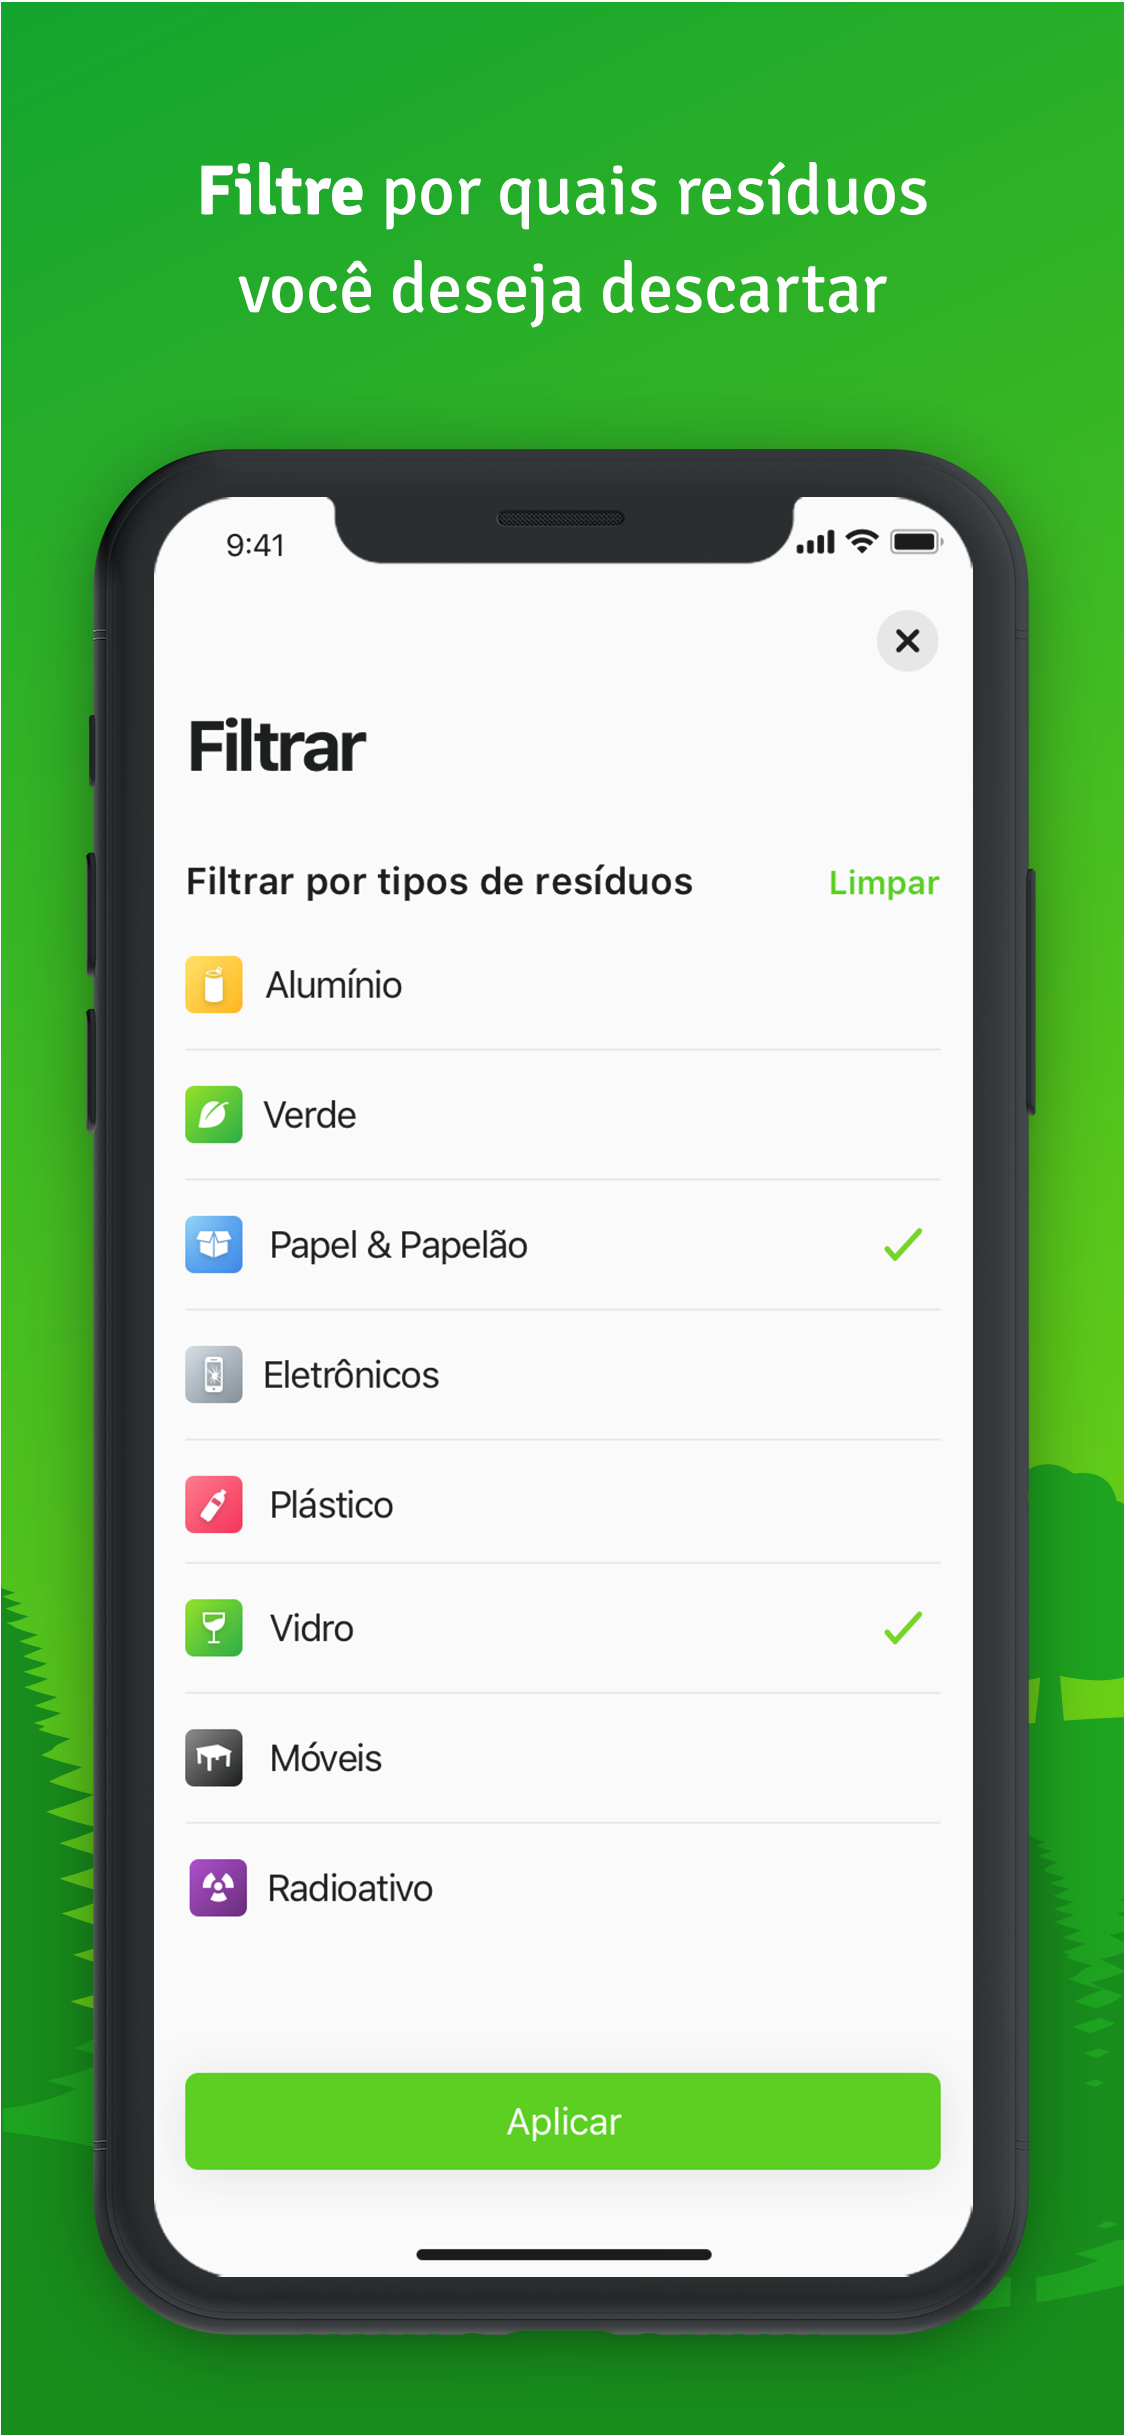 Filtre por quais resíduos
você deseja descartar
9:41
Filtrar
Filtrar por tipos de resíduos Limpar
Alumínio
Verde
Papel & Papelão
Eletrônicos
Plástico
Vidro
Móveis
Radioativo
Aplicar